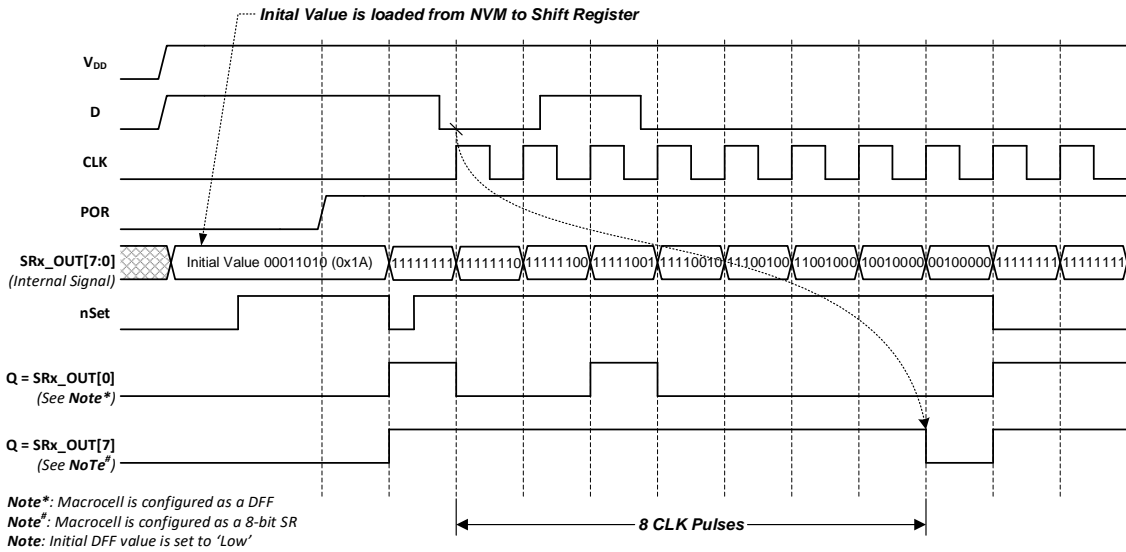 Inital Value is loaded from NVM to Shift Register
VDD
D
CLK
POR
SRx_OUT[7:0]
(Internal Signal)
Initial Value 00011010 (0x1A)
11111111
11111110
11111100
11111001
11110010
11100100
11001000
10010000
00100000
11111111
11111111
nSet
Q = SRx_OUT[0]
(See Note*)
Q = SRx_OUT[7]
(See NoTe#)
Note*: Macrocell is configured as a DFF
Note#: Macrocell is configured as a 8-bit SR
Note: Initial DFF value is set to ‘Low’
8 CLK Pulses